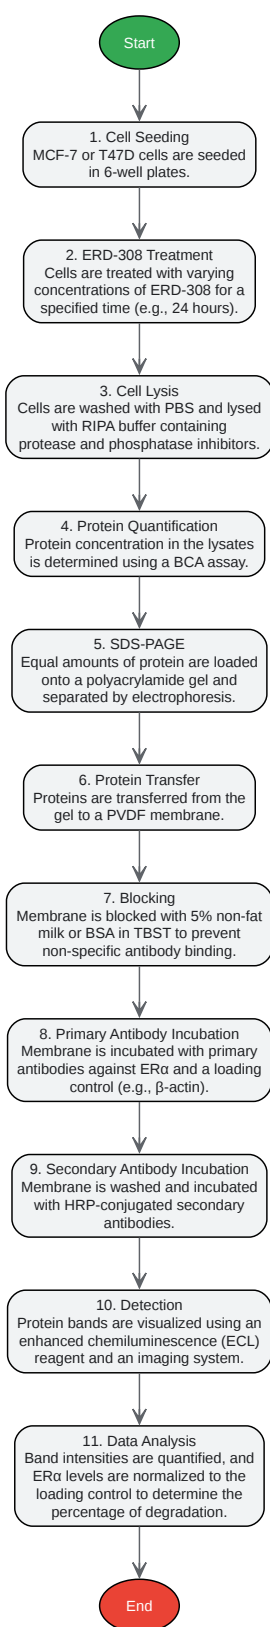 Start
1. Cell Seeding
MCF-7 or T47D cells are seeded
in 6-well plates.
2. ERD-308 Treatment
Cells are treated with varying
concentrations of ERD-308 for a
specified time (e.g., 24 hours).
3. Cell Lysis
Cells are washed with PBS and lysed
with RIPA buffer containing
protease and phosphatase inhibitors.
4. Protein Quantification
Protein concentration in the lysates
is determined using a BCA assay.
5. SDS-PAGE
Equal amounts of protein are loaded
onto a polyacrylamide gel and
separated by electrophoresis.
6. Protein Transfer
Proteins are transferred from the
gel to a PVDF membrane.
7. Blocking
Membrane is blocked with 5% non-fat
milk or BSA in TBST to prevent
non-specific antibody binding.
8. Primary Antibody Incubation
Membrane is incubated with primary
antibodies against ERα and a loading
control (e.g., β-actin).
9. Secondary Antibody Incubation
Membrane is washed and incubated
with HRP-conjugated secondary
antibodies.
10. Detection
Protein bands are visualized using an
enhanced chemiluminescence (ECL)
reagent and an imaging system.
11. Data Analysis
Band intensities are quantified, and
ERα levels are normalized to the
loading control to determine the
percentage of degradation.
End